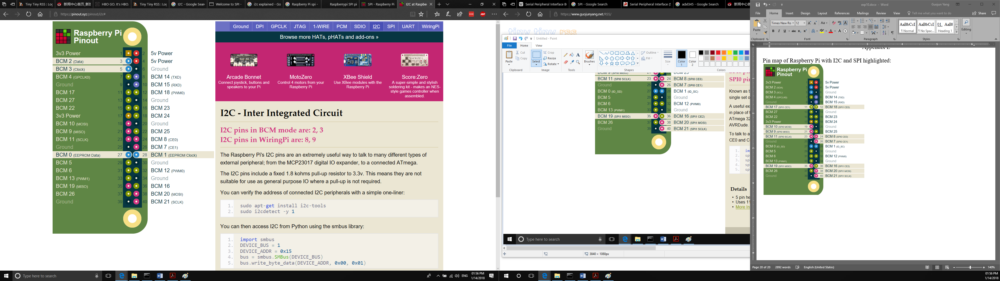 Tiny Tiny RSS : Log
新闻中心首页_新浪
HBO GO. It's HBO.
Tiny Tiny RSS : Log
Tiny Tiny RSS : Log
I2C - Google Sear
Welcome to SPI -
i2c explained - Go
Raspberry Pi spi -
Raspberrypi SPI pi
SPI - Raspberry Pi
I2C at Raspber
https://pinout.xyz/pinout/i2c#
ABP
Raspberry Pi
Pinout
3v3 Power 1 2 5v Power
BCM 2 (Data) 3 4 5v Power
BCM 3 (Clock) 5 6 Ground
BCM 4 (GPCLK0) 7 8 BCM 14 (TXD)
Ground 9 10 BCM 15 (RXD)
BCM 17 11 12 BCM 18 (PWM0)
BCM 27 13 14 Ground
BCM 22 15 16 BCM 23
3v3 Power 17 18 BCM 24
BCM 10 (MOSI) 19 20 Ground
BCM 9 (MISO) 21 22 BCM 25
BCM 11 (SCLK) 23 24 BCM 8 (CE0)
Ground 25 26 BCM 7 (CE1)
BCM 0 (EEPROM Data) 27 28 BCM 1 (EEPROM Clock)
BCM 5 29 30 Ground
BCM 6 31 32 BCM 12 (PWM0)
BCM 13 (PWM1) 33 34 Ground
BCM 19 (MISO) 35 36 BCM 16
BCM 26 37 38 BCM 20 (MOSI)
Ground 39 40 BCM 21 (SCLK)
Ground DPI GPCLK JTAG 1-WIRE PCM SDIO I2C SPI UART WiringPi
Browse more HATs, pHATs and add-ons »
Arcade Bonnet
Connect joystick, buttons and
speakers to your Pi
MotoZero
Control 4 motors from your
Raspberry Pi
XBee Shield
Use XBee modules with the
Raspberry Pi
Score:Zero
A super-simple and stylish
soldering kit - makes an NES-
style games controller when
assembled.
I2C - Inter Integrated Circuit
I2C pins in BCM mode are: 2, 3
I2C pins in WiringPi are: 8, 9
The Raspberry Pi's I2C pins are an extremely useful way to talk to many different types of
external peripheral; from the MCP23017 digital IO expander, to a connected ATmega.
The I2C pins include a fixed 1.8 kohms pull-up resistor to 3.3v. This means they are not
suitable for use as general purpose IO where a pull-up is not required.
You can verify the address of connected I2C peripherals with a simple one-liner:
1. sudo apt-get install i2c-tools
2. sudo i2cdetect -y 1
You can then access I2C from Python using the smbus library:
1. import smbus
2. DEVICE_BUS = 1
3. DEVICE_ADDR = 0x15
4. bus = smbus.SMBus(DEVICE_BUS)
5. bus.write_byte_data(DEVICE_ADDR, 0x00, 0x01)
Type here to search
ENG
01:56 PM
1/14/2018
Serial Peripheral Interface B
SPI - Google Search
Serial Peripheral Interface (S
adxl345 - Google Search
新闻中心首
https://www.guojunyang.net/RSS/
tiny tiny rss
Untitled - Paint
File Home View
Paste
Cut
Copy
Clipboard
Select
Crop
Resize
Rotate
Image
Tools
Brushes
Shapes
Outline
Fill
Size
Color 1
Color 2
Colors
BCM 9 (SPI0 MISO) 21
BCM 11 (SPI0 SCLK) 23 24 BCM 8 (SPI0 CE0)
Ground 25 26 BCM 7 (SPI0 CE1)
BCM 0 (ID_SD) 27 28 BCM 1 (ID_SC)
BCM 5 29 30 Ground
BCM 6 31 32 BCM 12 (PWM0)
BCM 13 (PWM1) 33 34 Ground
BCM 19 (SPI1 MISO) 35 36 BCM 16 (SPI1 CE2)
BCM 26 37 38 BCM 20 (SPI1 MOSI)
Ground 39 40 BCM 21 (SPI1 SCLK)
SPI0 pin
Known as t
single set o
A useful ex
in place of t
ATmega 32
AVRDude.
To talk to a
CE0 and C
1. im
2. sp
3. sp
4. sp
5. sp
Details
5 pin he
Uses 11
More In
Type here to search
3840 × 1080px
exp10.docx - Word
Guojun Yang
File Home Insert Design Layout References Mailings Review View Tell me what you want to do Share
Paste
Clipboard
Times New Ro 12
Font
Paragraph
AaBbCcI
¶ Normal
AaBbCcI
¶ No Spac...
01. AaBl
Heading 1
Styles
Editing
Appendix E
Pin map of Raspberry Pi with I2C and SPI highlighted:
Raspberry Pi
Pinout
3v3 Power 5v Power
BCM 2 (SDA) 5v Power
BCM 3 (SCL) Ground
BCM 4 (GPCLK0) BCM 14 (TXD)
Ground BCM 15 (RXD)
BCM 17 (SPI1 CE1) 11 12 BCM 18 (SPI1 CE0)
BCM 27 Ground
BCM 22 BCM 23
3v3 Power BCM 24
BCM 10 (SPI0 MOSI) 19 Ground
BCM 9 (SPI0 MISO) 21 BCM 25
BCM 11 (SPI0 SCLK) 23 24 BCM 8 (SPI0 CE0)
Ground 26 BCM 7 (SPI0 CE1)
BCM 0 (ID_SD) BCM 1 (ID_SC)
BCM 5 Ground
BCM 6 BCM 12 (PWM0)
BCM 13 (PWM1) Ground
BCM 19 (SPI1 MISO) 35 36 BCM 16 (SPI1 CE2)
BCM 26 38 BCM 20 (SPI1 MOSI)
Ground 40 BCM 21 (SPI1 SCLK)
Page 20 of 20 2892 words English (United States) 140%
01:56 PM
1/14/2018